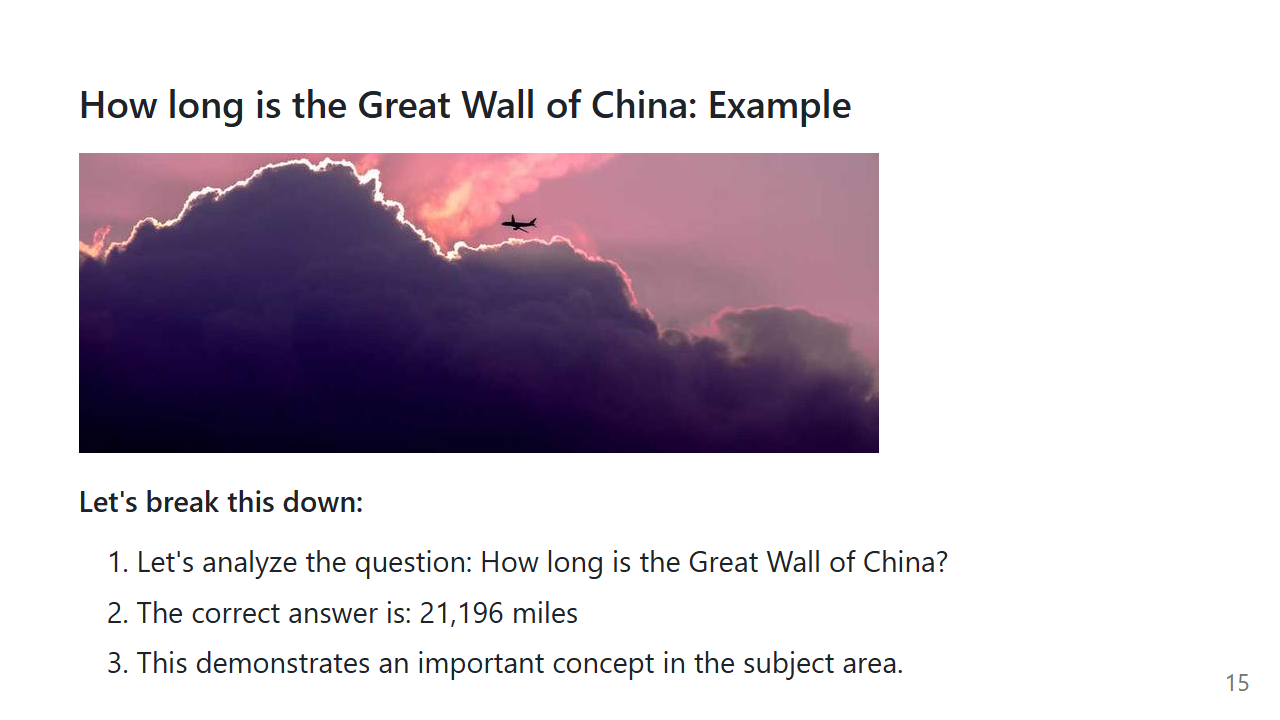 How long is the Great Wall of China: Example
Let's break this down:
1. Let's analyze the question: How long is the Great Wall of China?
2. The correct answer is: 21,196 miles
3. This demonstrates an important concept in the subject area.
15